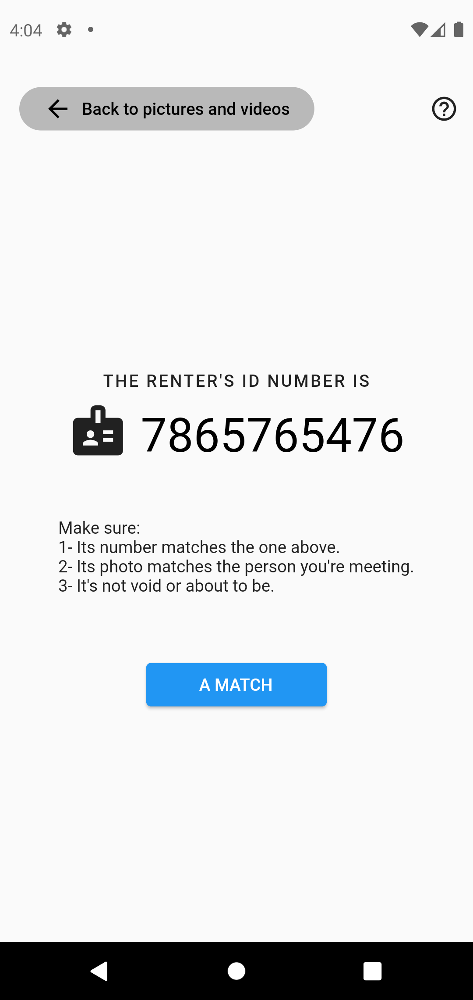 4:04
Back to pictures and videos
THE RENTER'S ID NUMBER IS
7865765476
Make sure:
1- Its number matches the one above.
2- Its photo matches the person you're meeting.
3- It's not void or about to be.
A MATCH